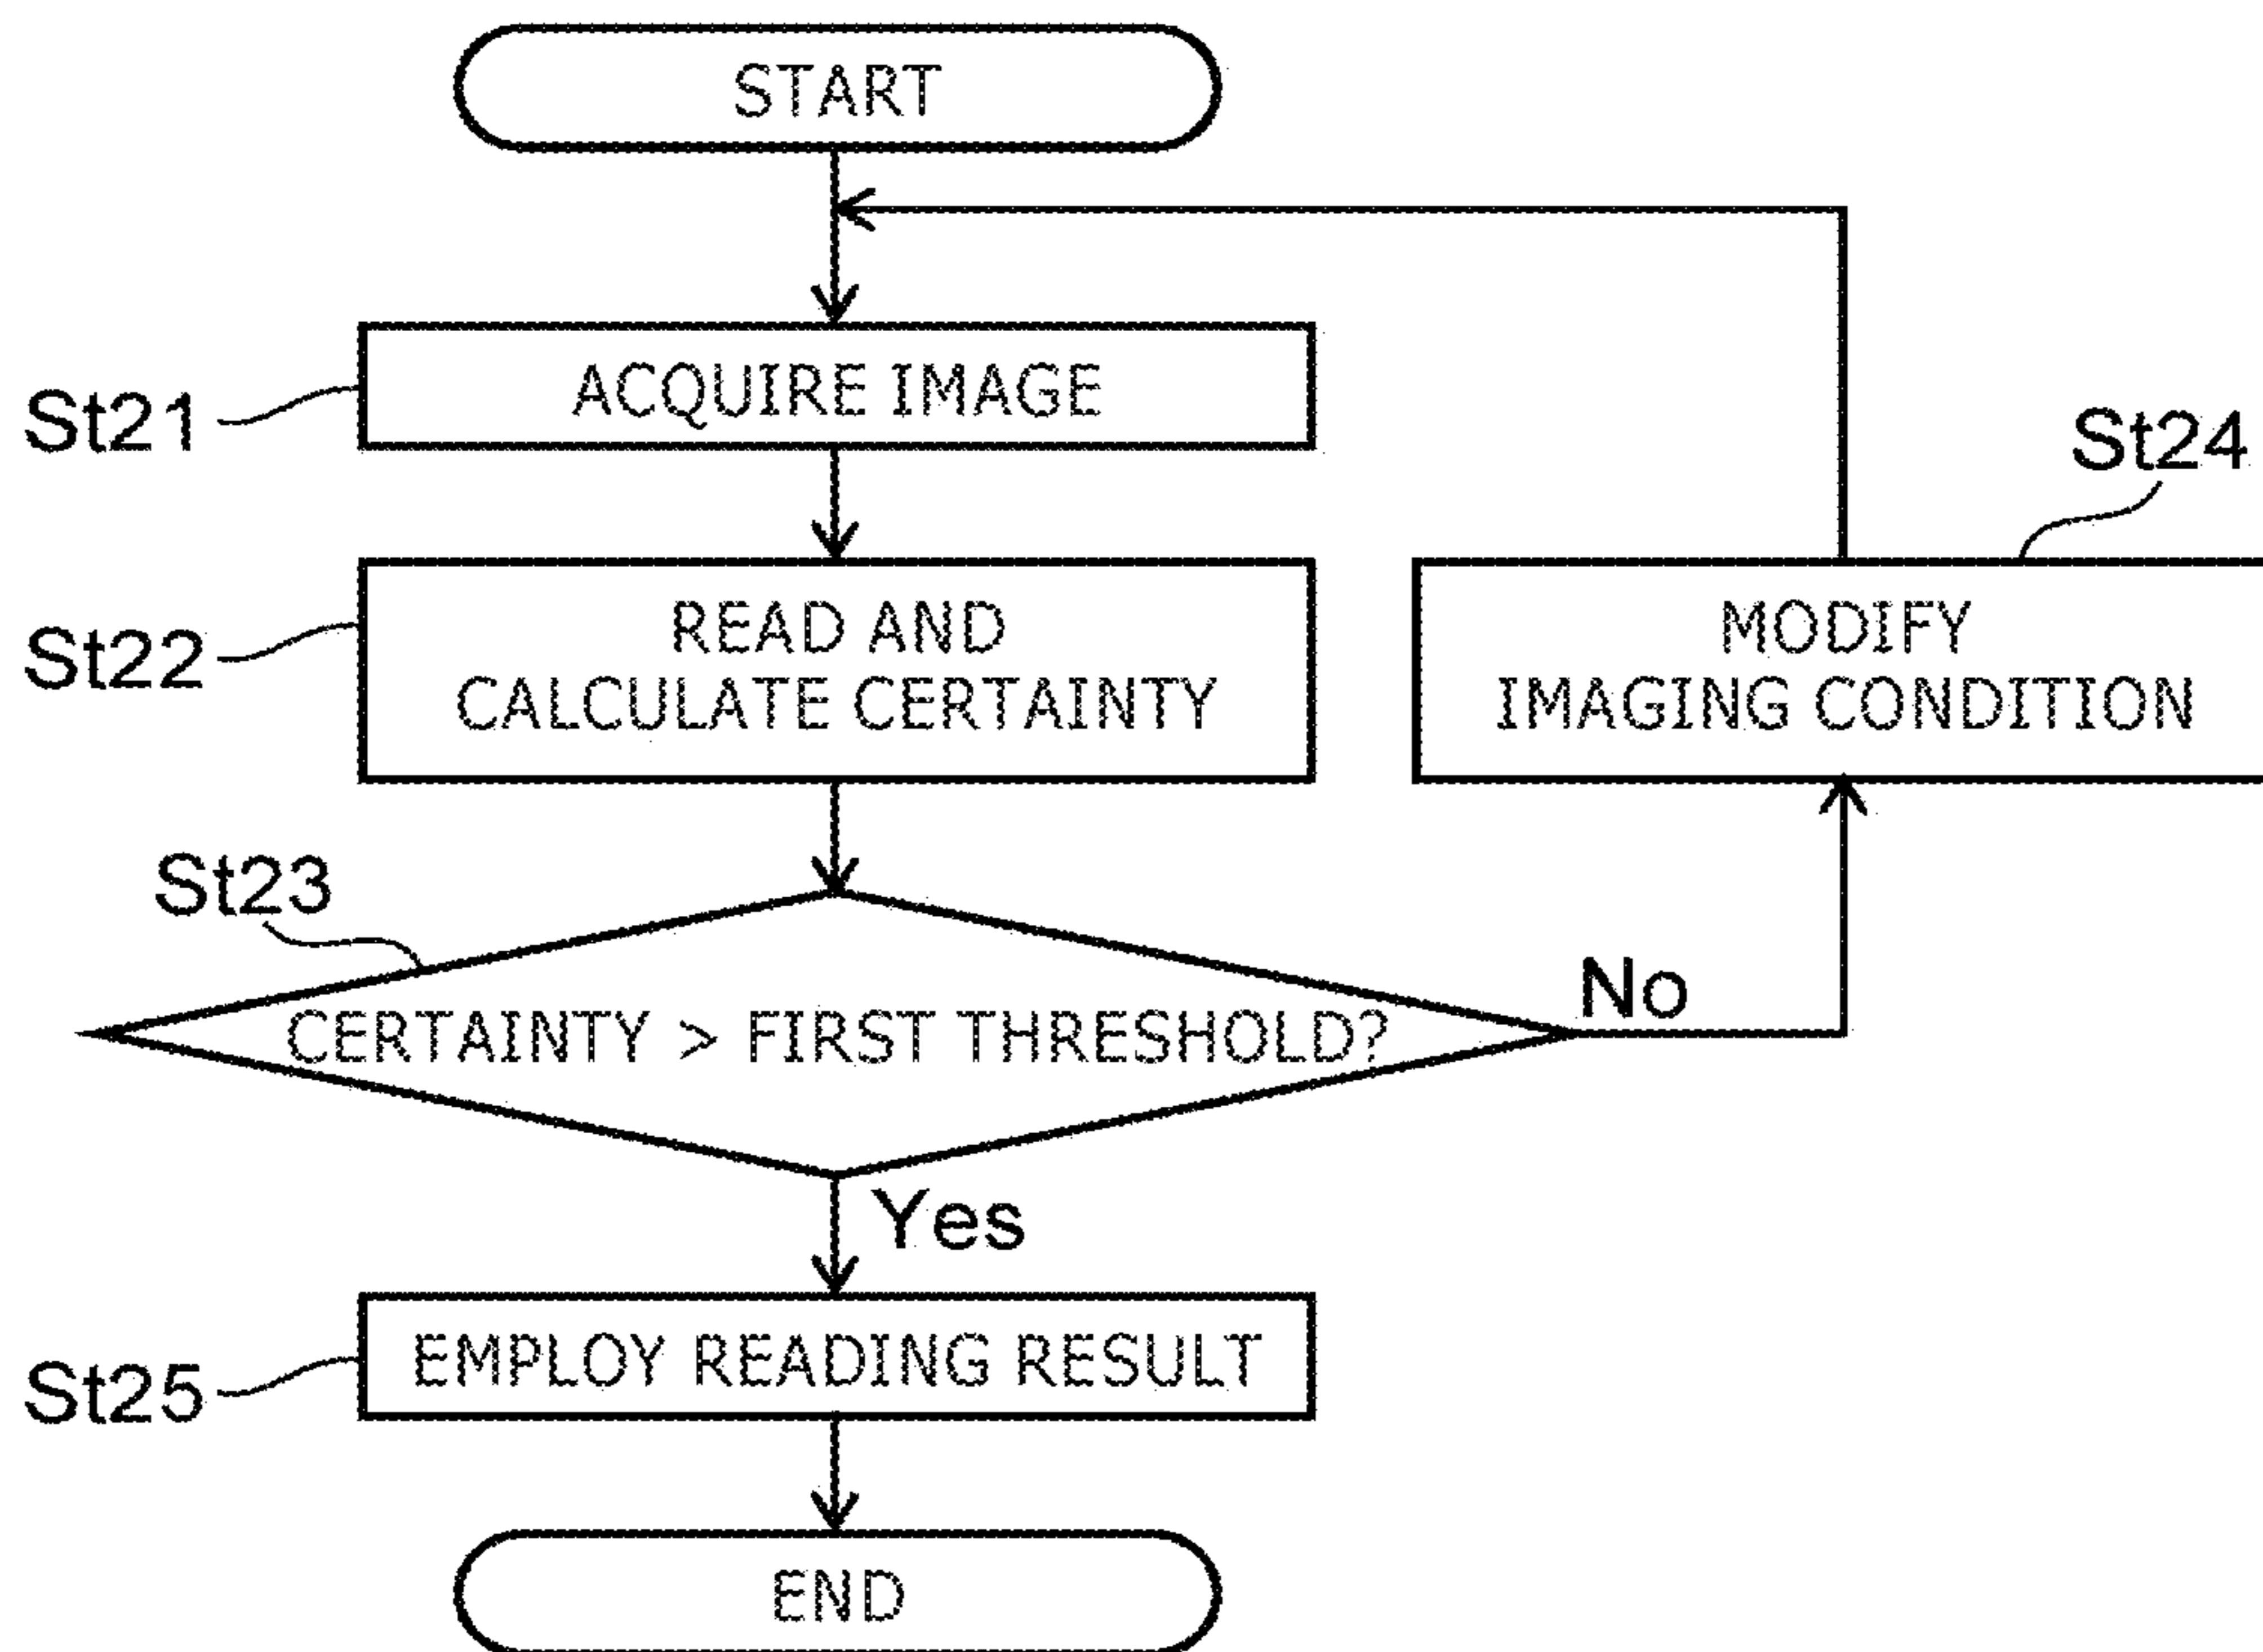 START
St21
ACQUIRE IMAGE
St24
St22
READ AND
CALCULATE CERTAINTY
MODIFY
IMAGING CONDITION
St23
CERTAINTY > FIRST THRESHOLD?
No
Yes
St25
EMPLOY READING RESULT
END